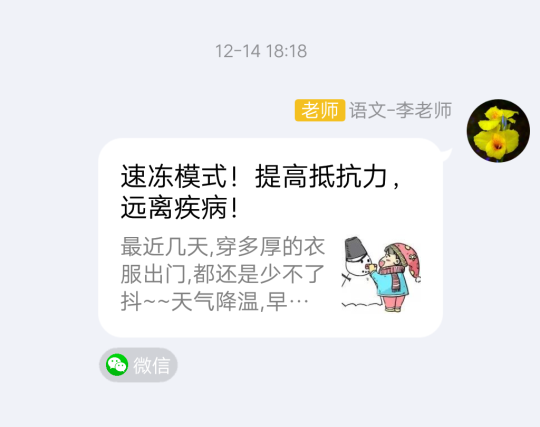 12-14 18:18
老师 语文-李老师
速冻模式！提高抵抗力，
远离疾病！
最近几天,穿多厚的衣
服出门,都还是少不了
抖~~天气降温,早…
微信